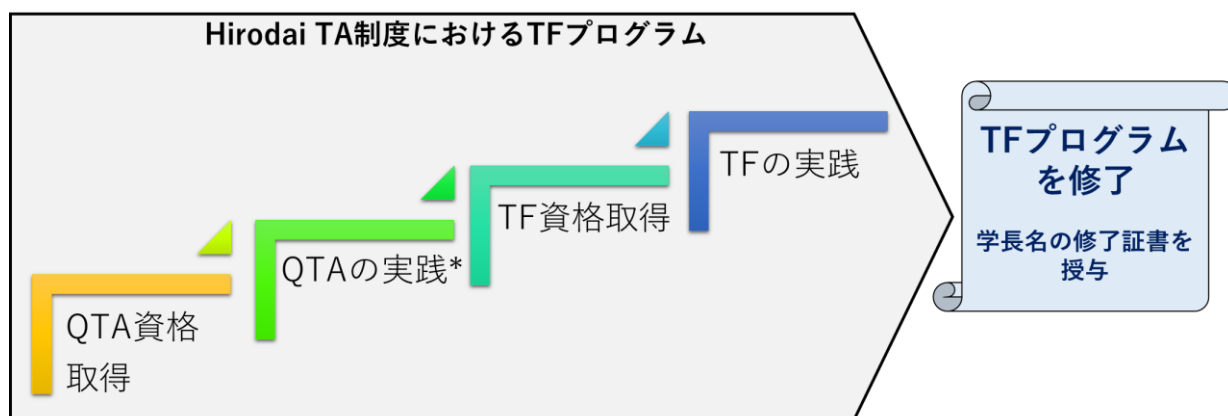 Hirodai TA制度におけるTFプログラム
QTA資格
取得
QTAの実践*
TF資格取得
TFの実践
TFプログラム
を修了
学長名の修了証書を
授与